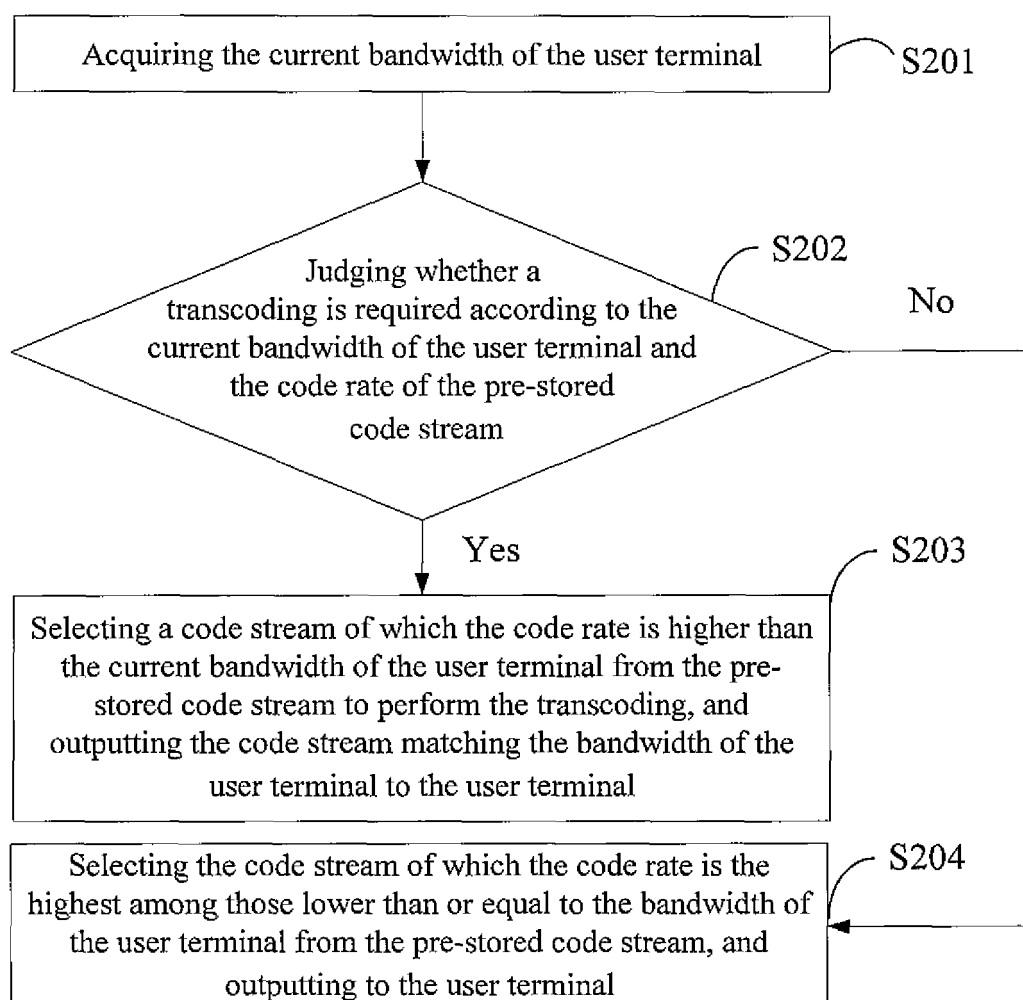 Acquiring the current bandwidth of the user terminal
S201
Judging whether a
transcoding is required according to the
current bandwidth of the user terminal and
the code rate of the pre-stored
code stream
S202
No
Yes
S203
Selecting a code stream of which the code rate is higher than
the current bandwidth of the user terminal from the pre-
stored code stream to perform the transcoding, and
outputting the code stream matching the bandwidth of the
user terminal to the user terminal
S204
Selecting the code stream of which the code rate is the
highest among those lower than or equal to the bandwidth of
the user terminal from the pre-stored code stream, and
outputting to the user terminal